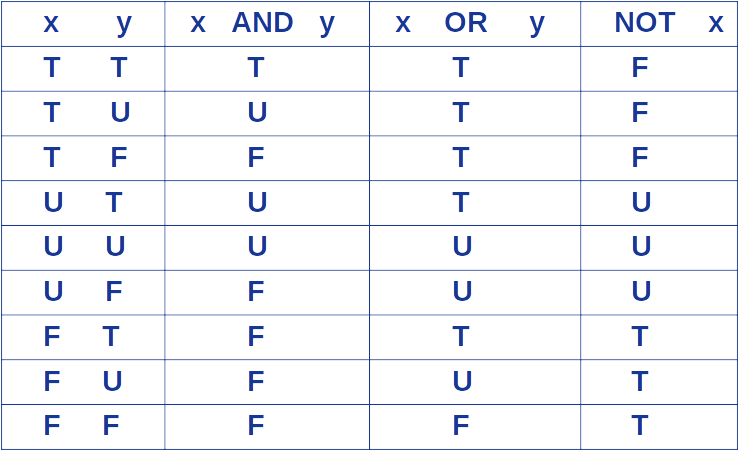 x y x AND y x OR y NOT x
T T T T F
T U U T F
T F F T F
U T U T U
U U U U U
U F F U U
F T F T T
F U F U T
F F F F T